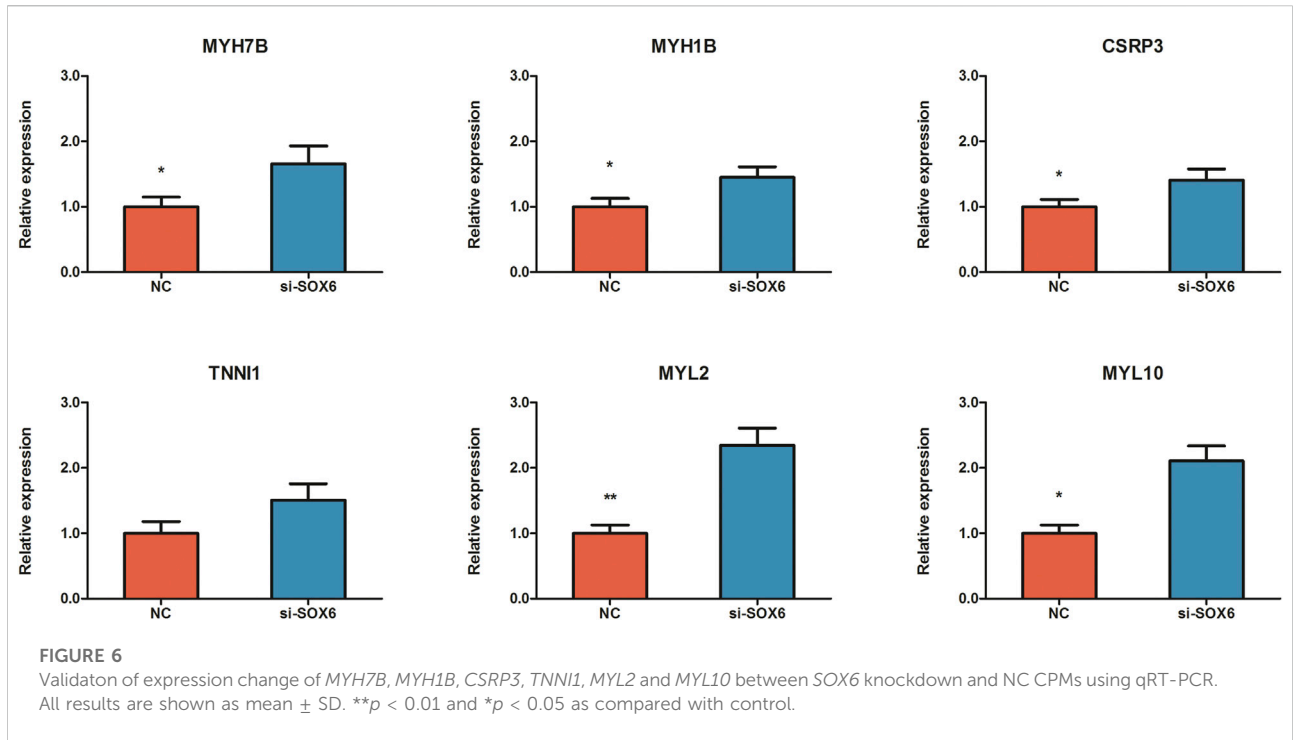 MYH7B
Relative expression
3.0
2.0
1.0
0.0
*
NC
si-SOX6
MYH1B
Relative expression
3.0
2.0
1.0
0.0
*
NC
si-SOX6
CSRP3
Relative expression
3.0
2.0
1.0
0.0
*
NC
si-SOX6
TNNI1
Relative expression
3.0
2.0
1.0
0.0
NC
si-SOX6
MYL2
Relative expression
3.0
2.0
1.0
0.0
**
NC
si-SOX6
MYL10
Relative expression
3.0
2.0
1.0
0.0
*
NC
si-SOX6
FIGURE 6
Validaton of expression change of MYH7B, MYH1B, CSRP3, TNNI1, MYL2 and MYL10 between SOX6 knockdown and NC CPMs using qRT-PCR.
All results are shown as mean ± SD. **p < 0.01 and *p < 0.05 as compared with control.